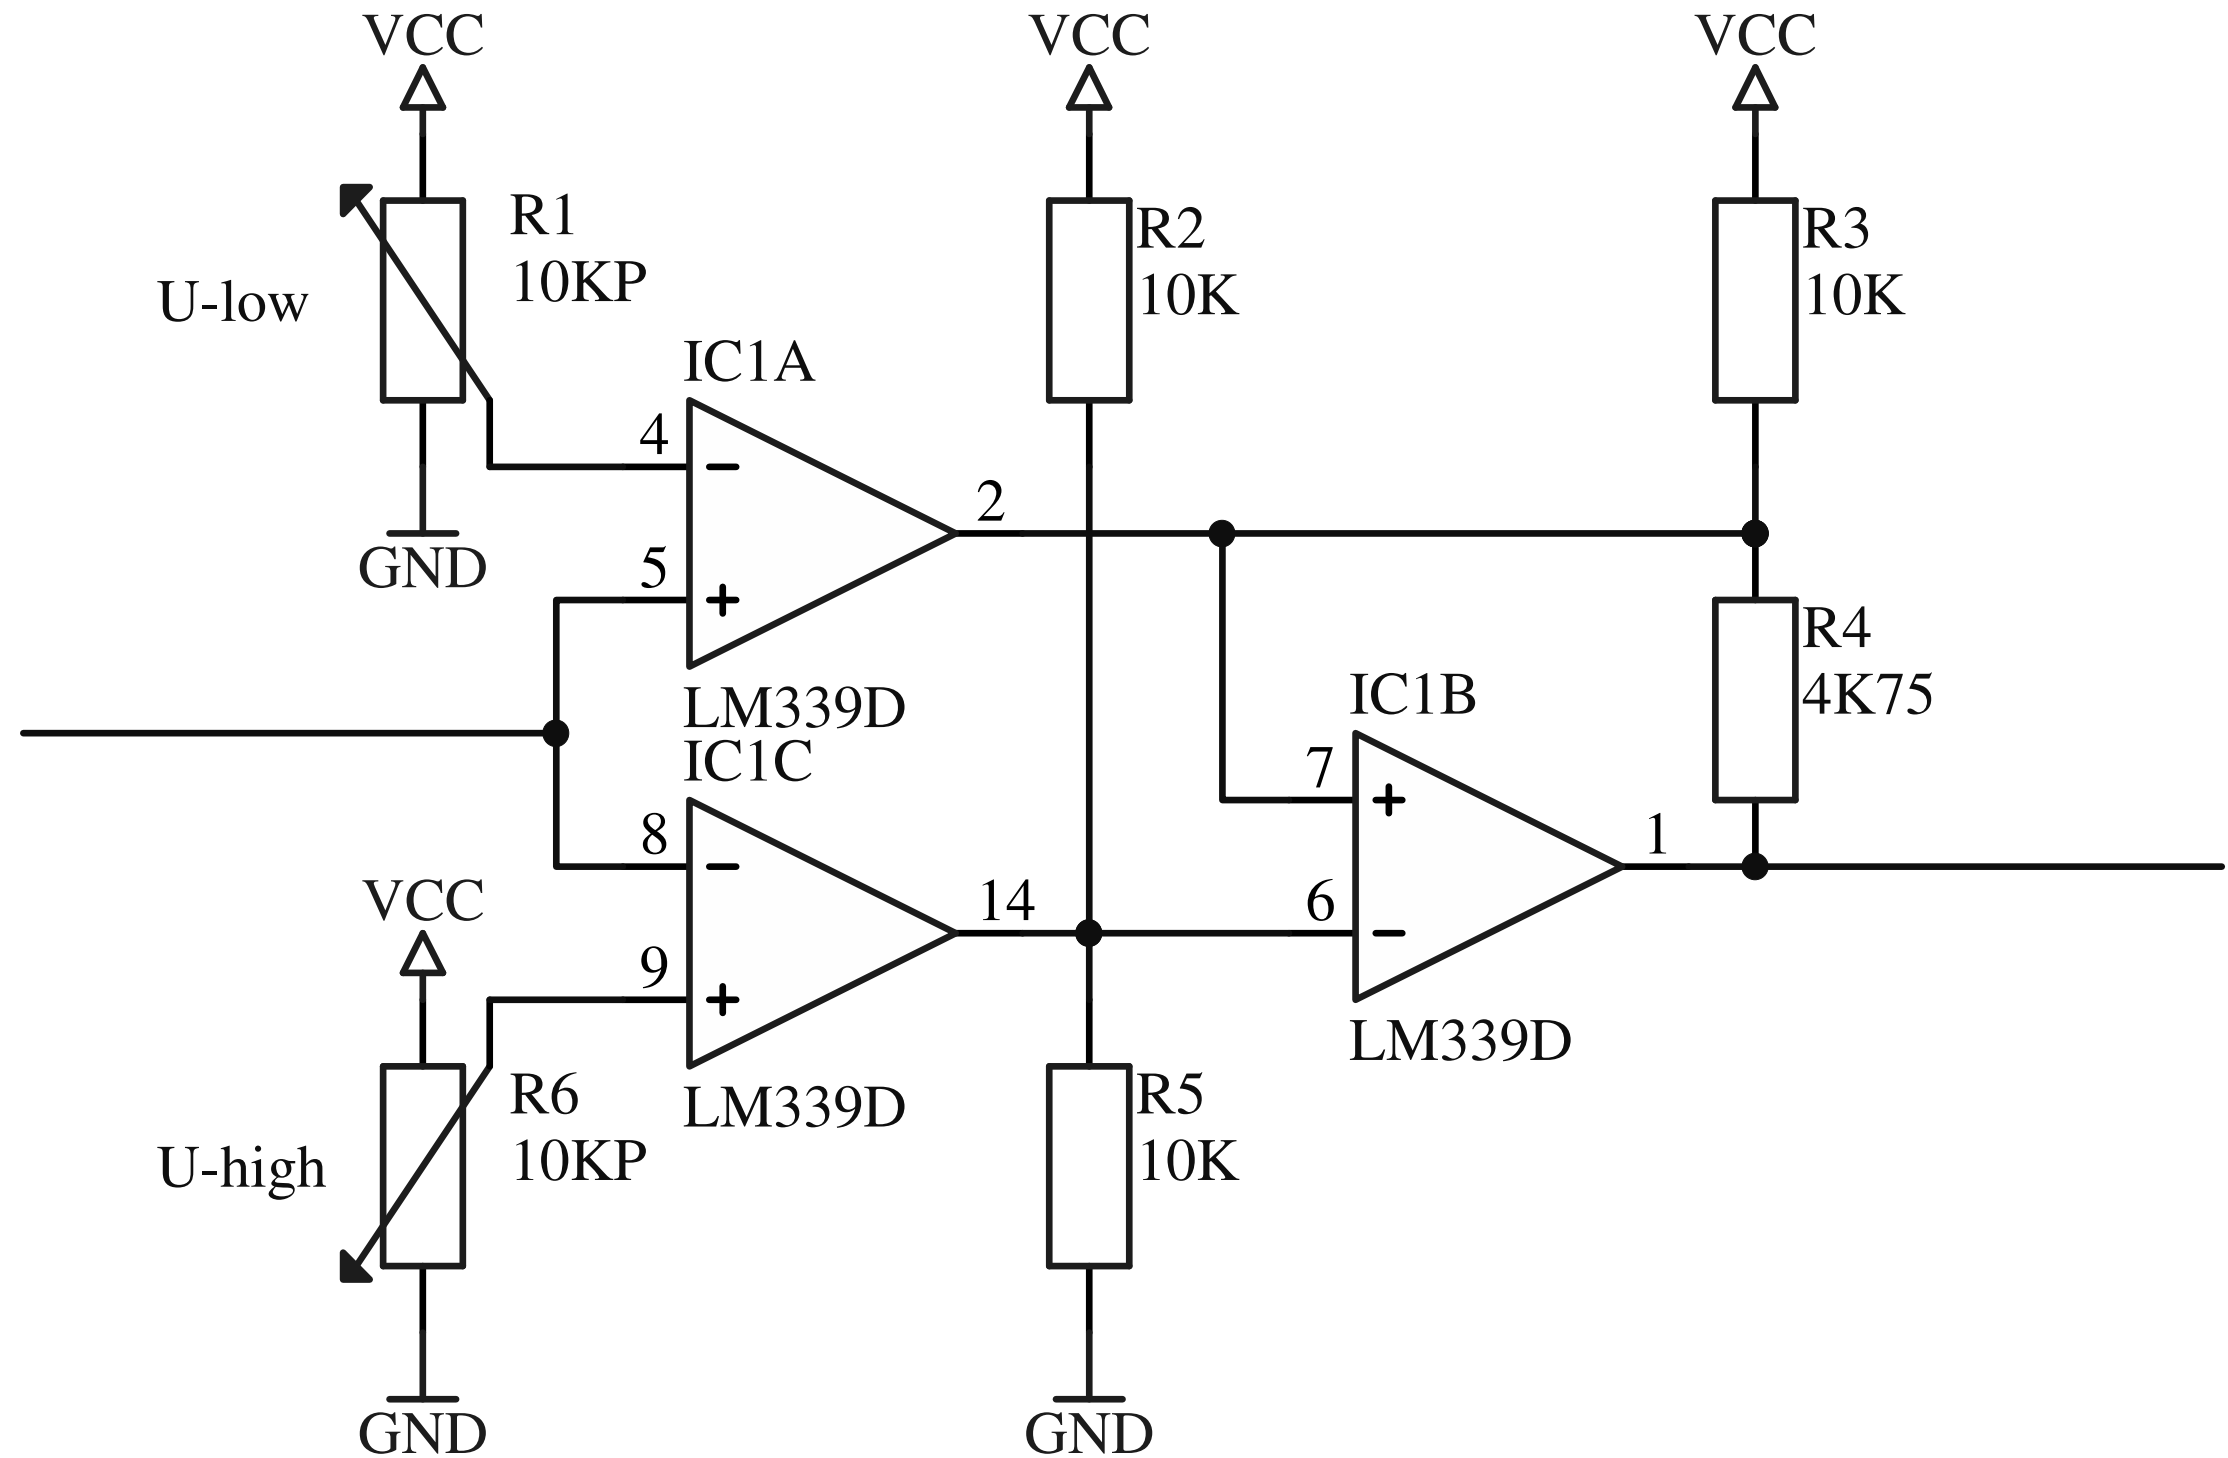 VCC
VCC
VCC
R1
10KP
R2
10K
R3
10K
U-low
IC1A
4
−
2
5
+
GND
R4
4K75
LM339D
IC1C
IC1B
7
+
8
−
1
VCC
14
6
−
9
+
LM339D
R6
10KP
LM339D
R5
10K
U-high
GND
GND